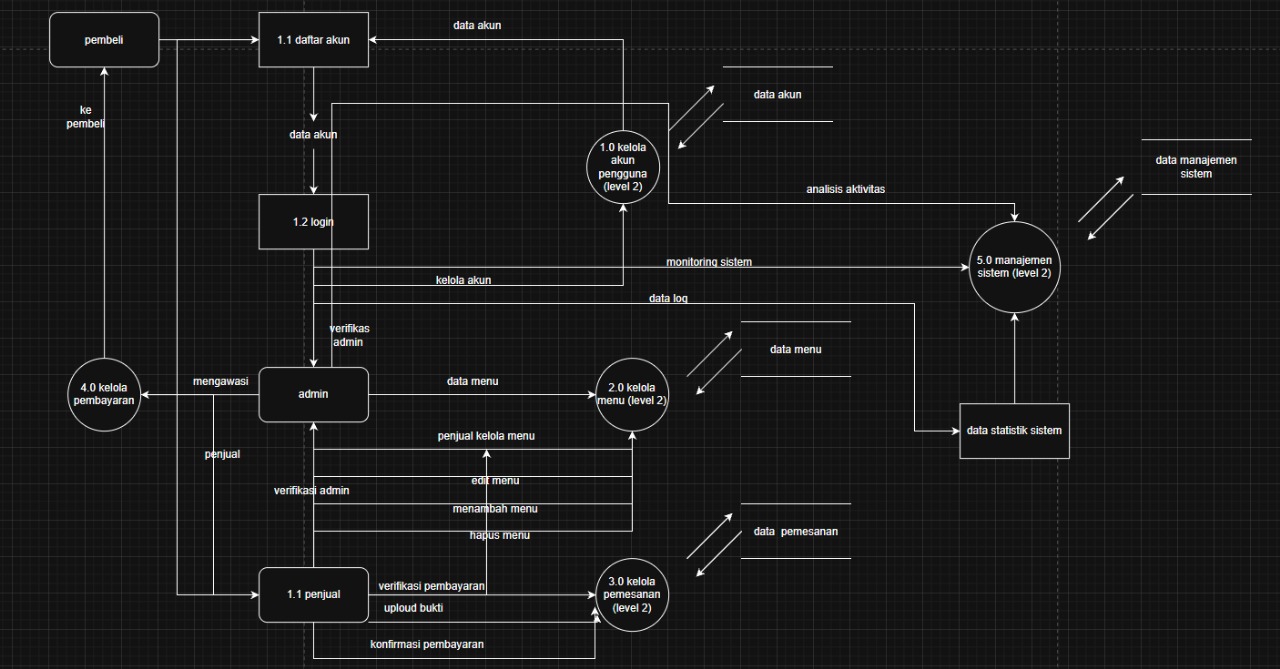 pembeli
1.1 daftar akun
data akun
data akun
ke
pembeli
data akun
1.0 kelola
akun
pengguna
(level 2)
data manajemen
sistem
analisis aktivitas
1.2 login
5.0 manajemen
sistem (level 2)
monitoring sistem
kelola akun
data log
verifikas
admin
data menu
4.0 kelola
pembayaran
mengawasi
admin
data menu
2.0 kelola
menu (level 2)
penjual kelola menu
data statistik sistem
penjual
edit menu
verifikasi admin
menambah menu
hapus menu
data pemesanan
1.1 penjual
verifikasi pembayaran
uploud bukti
3.0 kelola
pemesanan
(level 2)
konfirmasi pembayaran